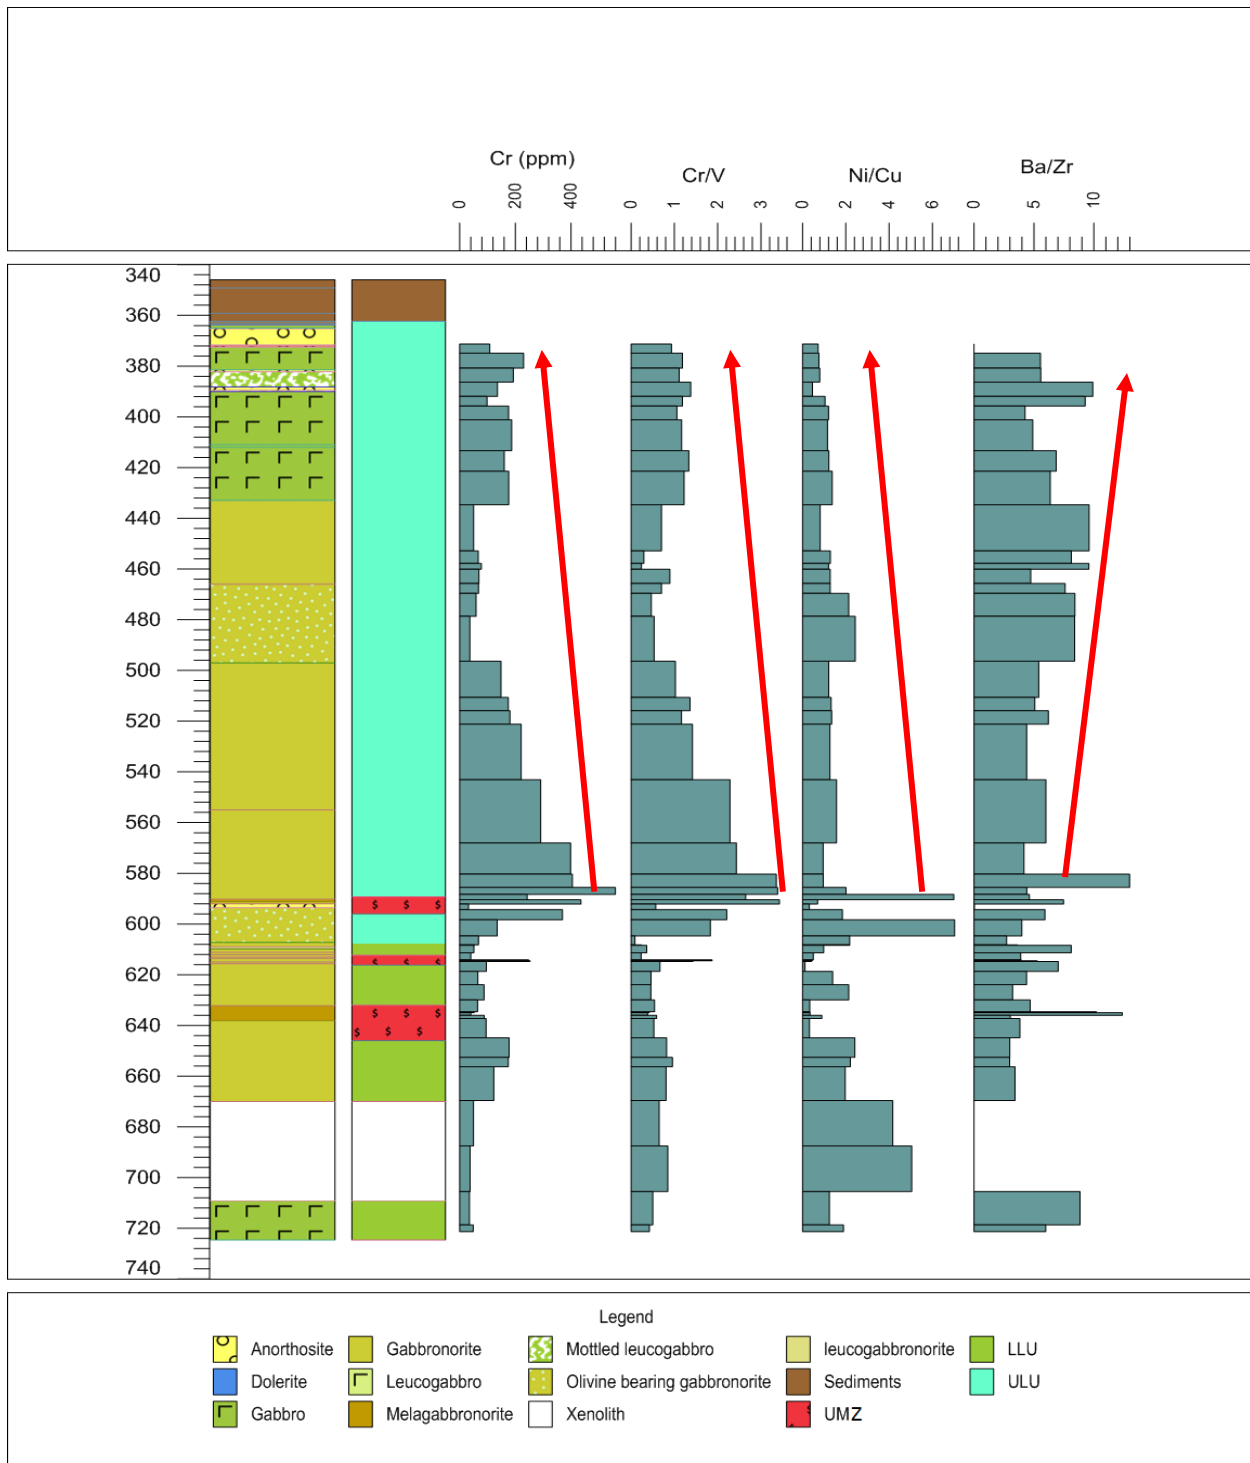 Cr (ppm)
Cr/V
Ni/Cu
Ba/Zr
0 200 400
0 1 2 3
0 2 4 6
0 5 10
340
360
380
400
420
440
460
480
500
520
540
560
580
600
620
640
660
680
700
720
740
$ $ $
$ $ $
$ $ $
$ $ $
Legend
Anorthosite Gabbronorite Mottled leucogabbro leucogabbronorite LLU
Dolerite Leucogabbro Olivine bearing gabbronorite Sediments ULU
Gabbro Melagabbronorite Xenolith $ UMZ